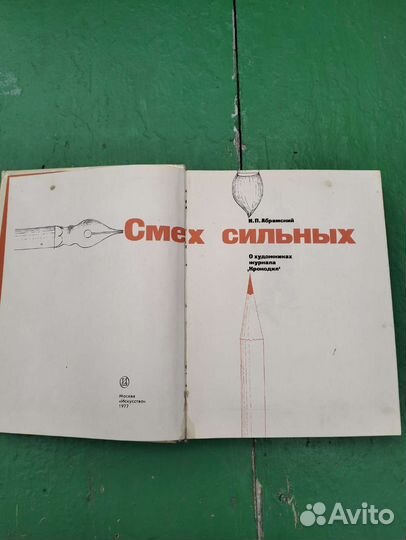 И.П. Абрамский
Смех сильных
О художниках
журнала
„Крокодил“
Москва
«Искусство»
1977
Avito